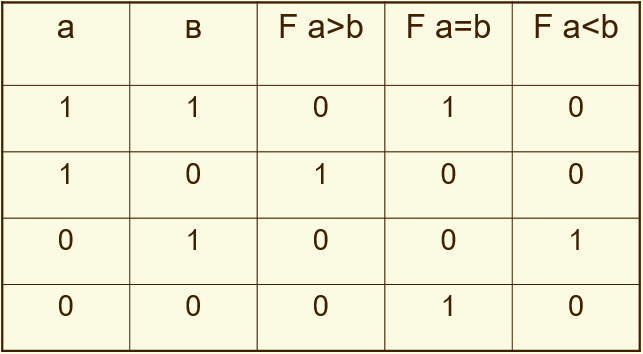 а в F a>b F a=b F a<b
1 1 0 1 0
1 0 1 0 0
0 1 0 0 1
0 0 0 1 0